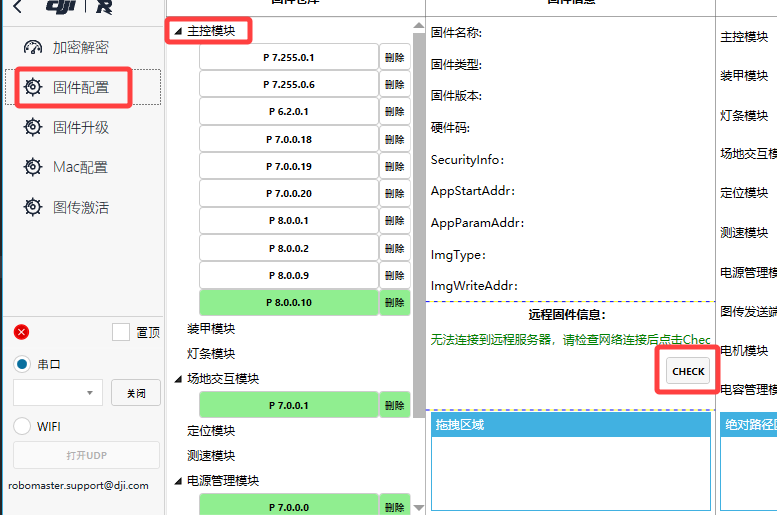 dji R
加密解密
固件配置
固件升级
Mac配置
图传激活
置顶
串口
关闭
WIFI
打开UDP
robomaster.support@dji.com
固件仓库
主控模块
P 7.255.0.1 刪除
P 7.255.0.6 刪除
P 6.2.0.1 刪除
P 7.0.0.18 刪除
P 7.0.0.19 刪除
P 7.0.0.20 刪除
P 8.0.0.1 刪除
P 8.0.0.2 刪除
P 8.0.0.9 刪除
P 8.0.0.10 刪除
装甲模块
灯条模块
场地交互模块
P 7.0.0.1 刪除
定位模块
测速模块
电源管理模块
P 7.0.0.0 刪除
固件信息
固件名称:
固件类型:
固件版本:
硬件码:
SecurityInfo:
AppStartAddr:
AppParamAddr:
ImgType:
ImgWriteAddr:
远程固件信息:
无法连接到远程服务器，请检查网络连接后点击Chec
CHECK
拖拽区域
主控模块
装甲模块
灯条模块
场地交互模
定位模块
测速模块
电源管理模
图传发送端
电机模块
电容管理模
绝对路径